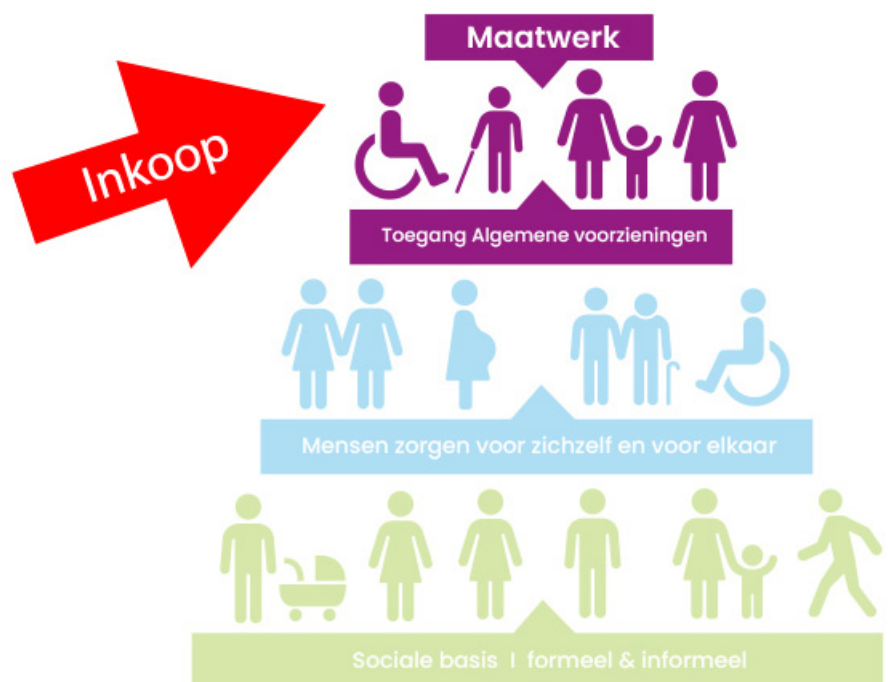 Maatwerk
Inkoop
Toegang Algemene voorzieningen
Mensen zorgen voor zichzelf en voor elkaar
Sociale basis I formeel & informeel